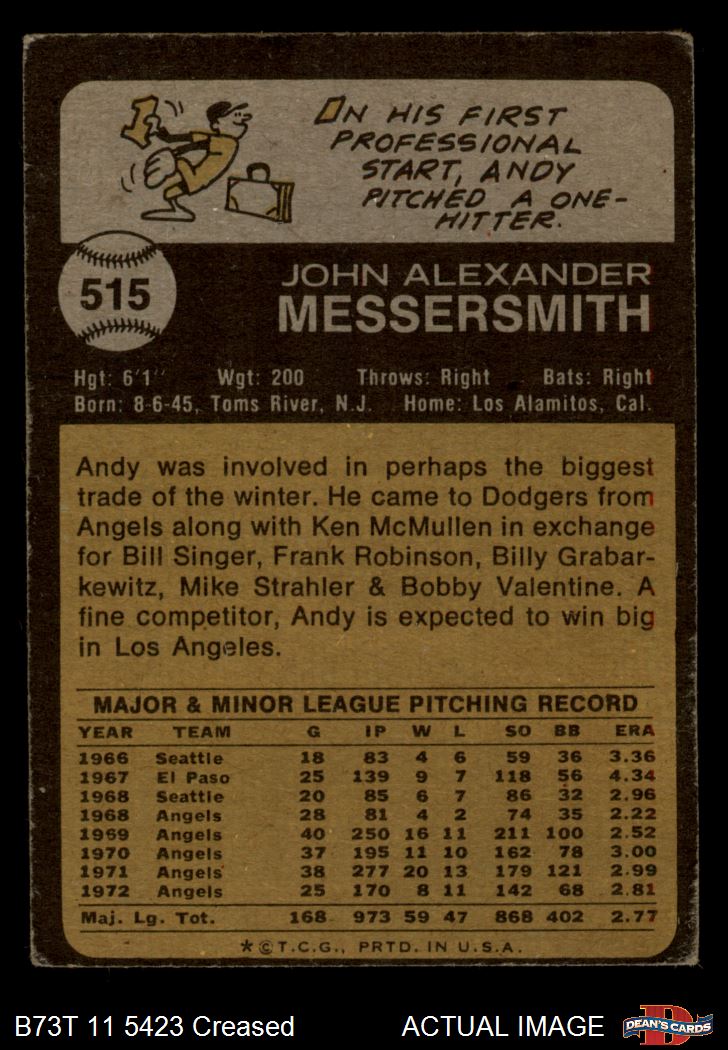 ON HIS FIRST
PROFESSIONAL
START, ANDY
PITCHED A ONE-
HITTER.
515
JOHN ALEXANDER
MESSERSMITH
Hgt: 6'1" Wgt: 200 Throws: Right Bats: Right
Born: 8-6-45, Toms River, N.J. Home: Los Alamitos, Cal.
Andy was involved in perhaps the biggest
trade of the winter. He came to Dodgers from
Angels along with Ken McMullen in exchange
for Bill Singer, Frank Robinson, Billy Grabar-
kewitz, Mike Strahler & Bobby Valentine. A
fine competitor, Andy is expected to win big
in Los Angeles.
MAJOR & MINOR LEAGUE PITCHING RECORD
YEAR TEAM G IP W L SO BB ERA
1966 Seattle 18 83 4 6 59 36 3.36
1967 El Paso 25 139 9 7 118 56 4.34
1968 Seattle 20 85 6 7 86 32 2.96
1968 Angels 28 81 4 2 74 35 2.22
1969 Angels 40 250 16 11 211 100 2.52
1970 Angels 37 195 11 10 162 78 3.00
1971 Angels 38 277 20 13 179 121 2.99
1972 Angels 25 170 8 11 142 68 2.81
Maj. Lg. Tot. 168 973 59 47 868 402 2.77
*©T.C.G., PRTD. IN U.S.A.
B73T 11 5423 Creased ACTUAL IMAGE
DEAN'S CARDS